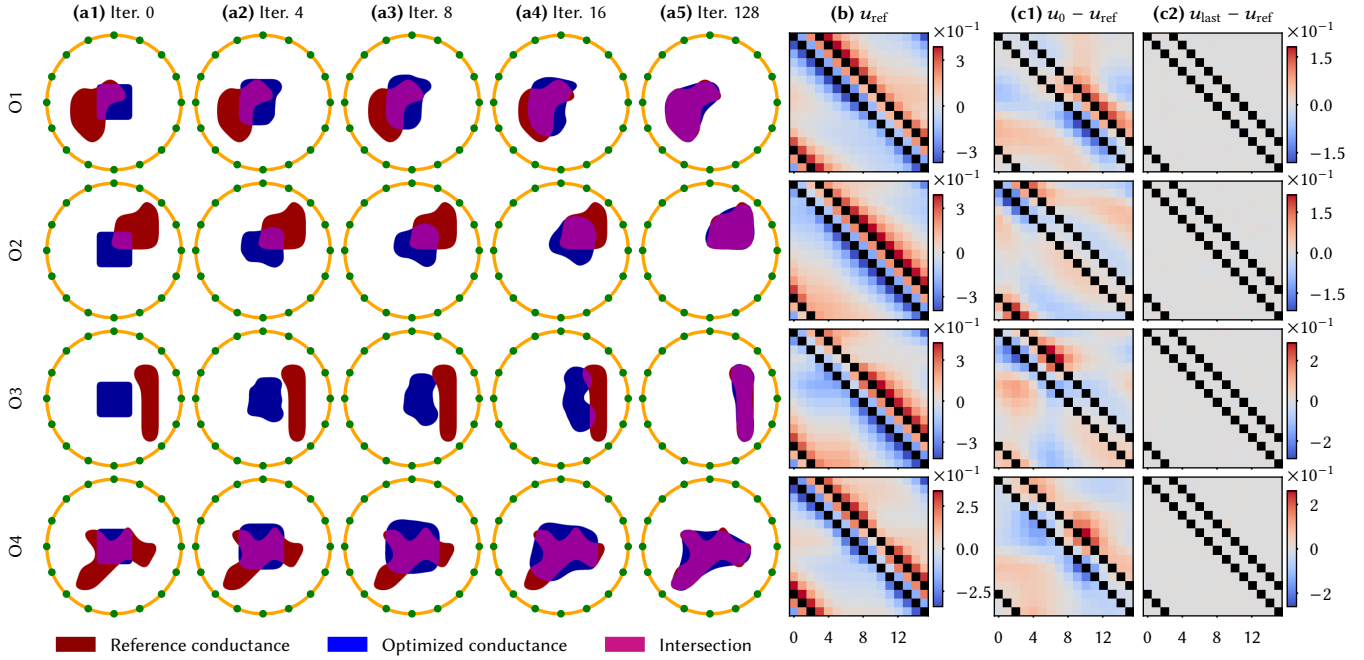 (a1) Iter. 0 (a2) Iter. 4 (a3) Iter. 8 (a4) Iter. 16 (a5) Iter. 128 (b) u_ref (c1) u_0 − u_ref (c2) u_last − u_ref
×10⁻¹ ×10⁻¹
O1
3 0 −3
1.5 0.0 −1.5
×10⁻¹ ×10⁻¹
O2
3 0 −3
1.5 0.0 −1.5
×10⁻¹ ×10⁻¹
O3
3 0 −3
2 0 −2
×10⁻¹ ×10⁻¹
O4
2.5 0.0 −2.5
2 0 −2
0 4 8 12 0 4 8 12 0 4 8 12
Reference conductance Optimized conductance Intersection